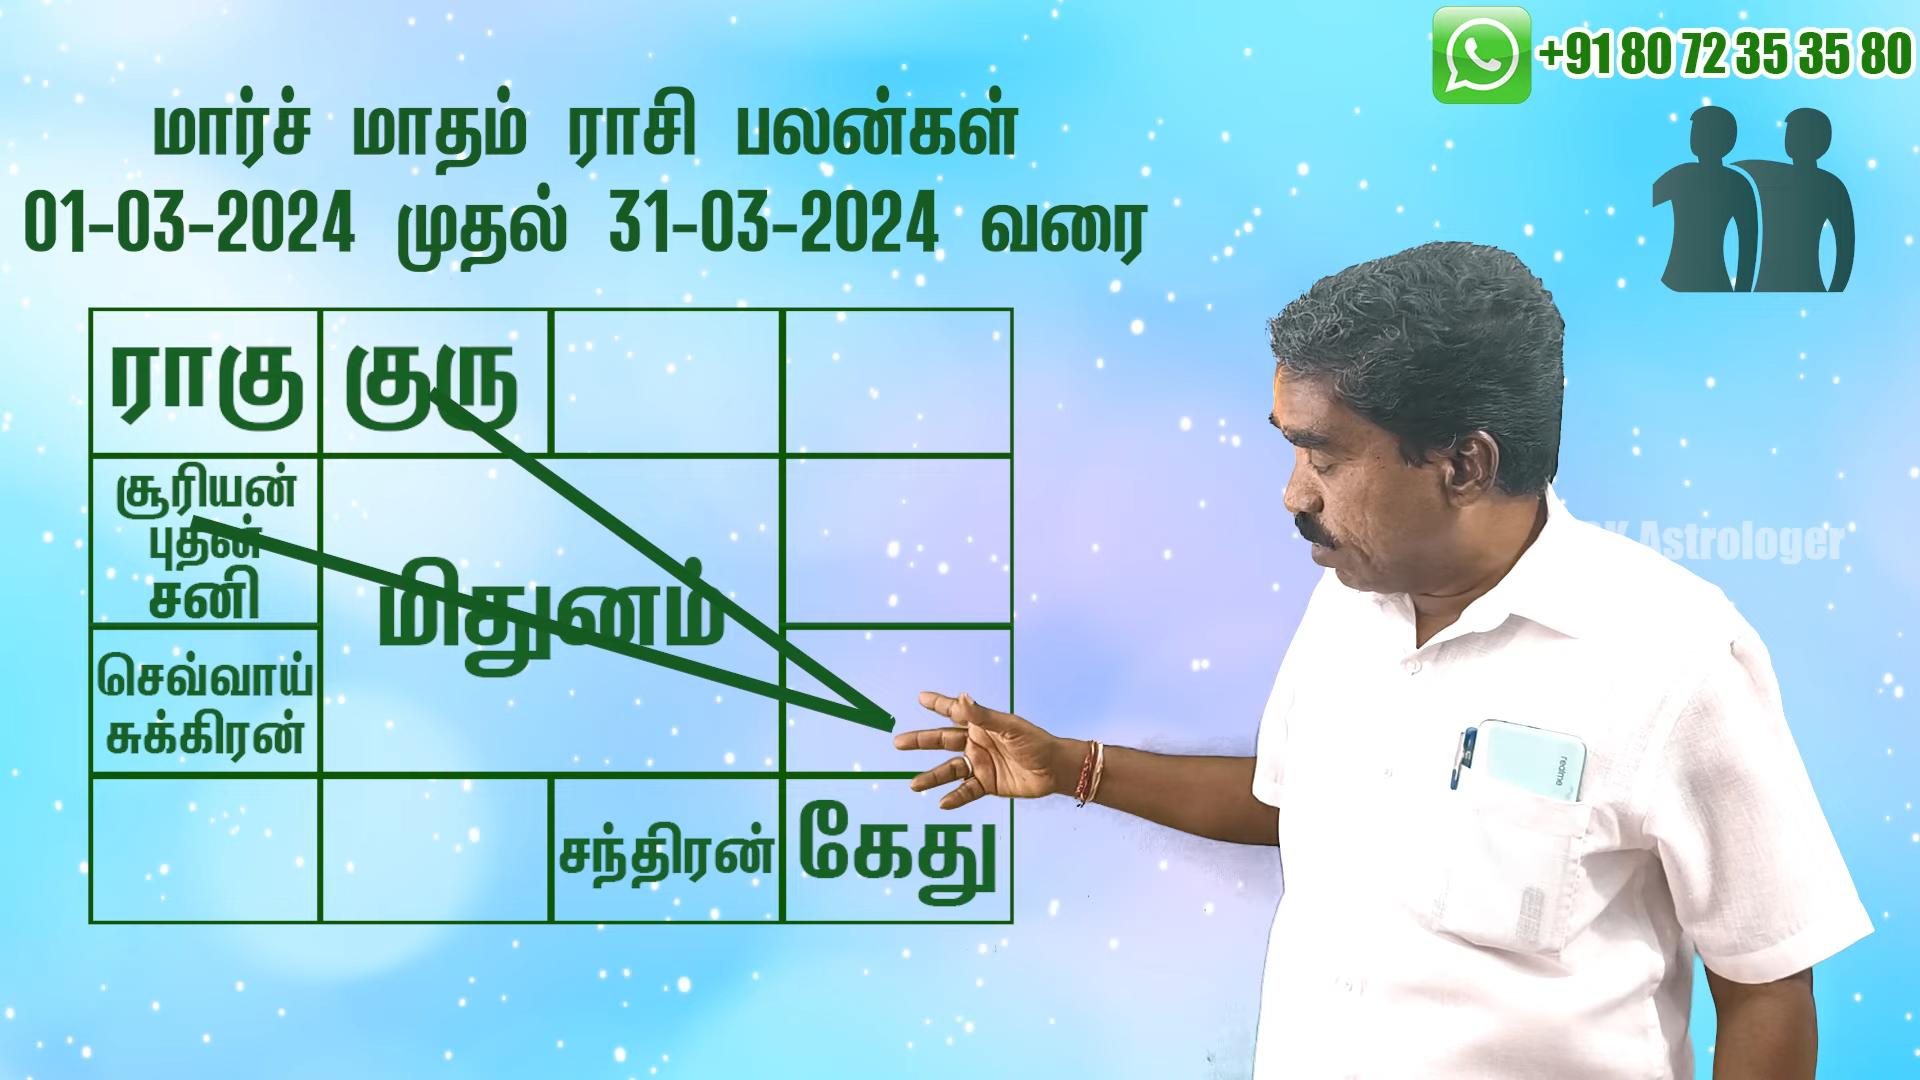 +91 80 72 35 35 80
மார்ச் மாதம் ராசி பலன்கள்
01-03-2024 முதல் 31-03-2024 வரை
ராகு குரு
சூரியன்
புதன்
சனி
மிதுனம்
செவ்வாய்
சுக்கிரன்
சந்திரன் கேது
Astrologer
realme